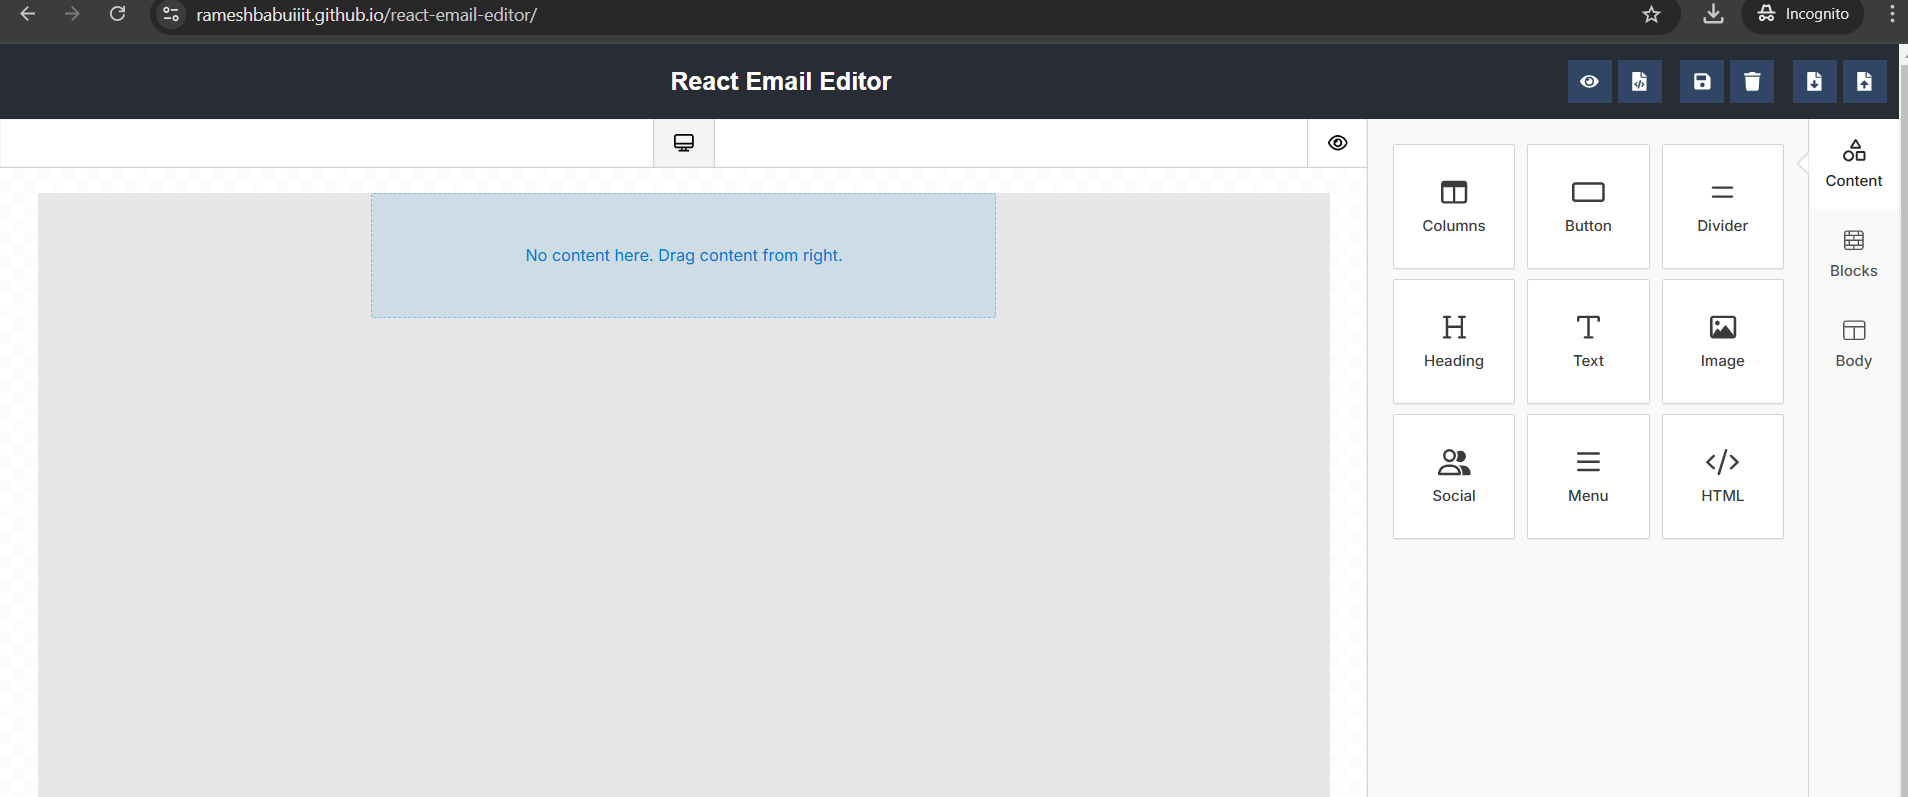 rameshbabuiiit.github.io/react-email-editor/
Incognito
React Email Editor
No content here. Drag content from right.
Columns
Button
Divider
Heading
Text
Image
Social
Menu
HTML
Content
Blocks
Body